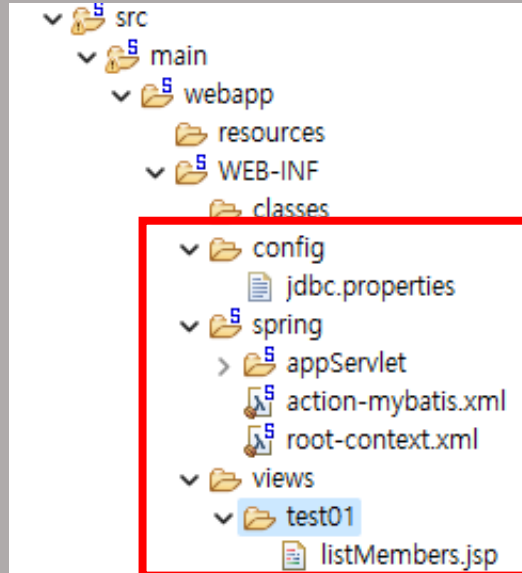 src
main
webapp
resources
WEB-INF
classes
config
jdbc.properties
spring
appServlet
action-mybatis.xml
root-context.xml
views
test01
listMembers.jsp